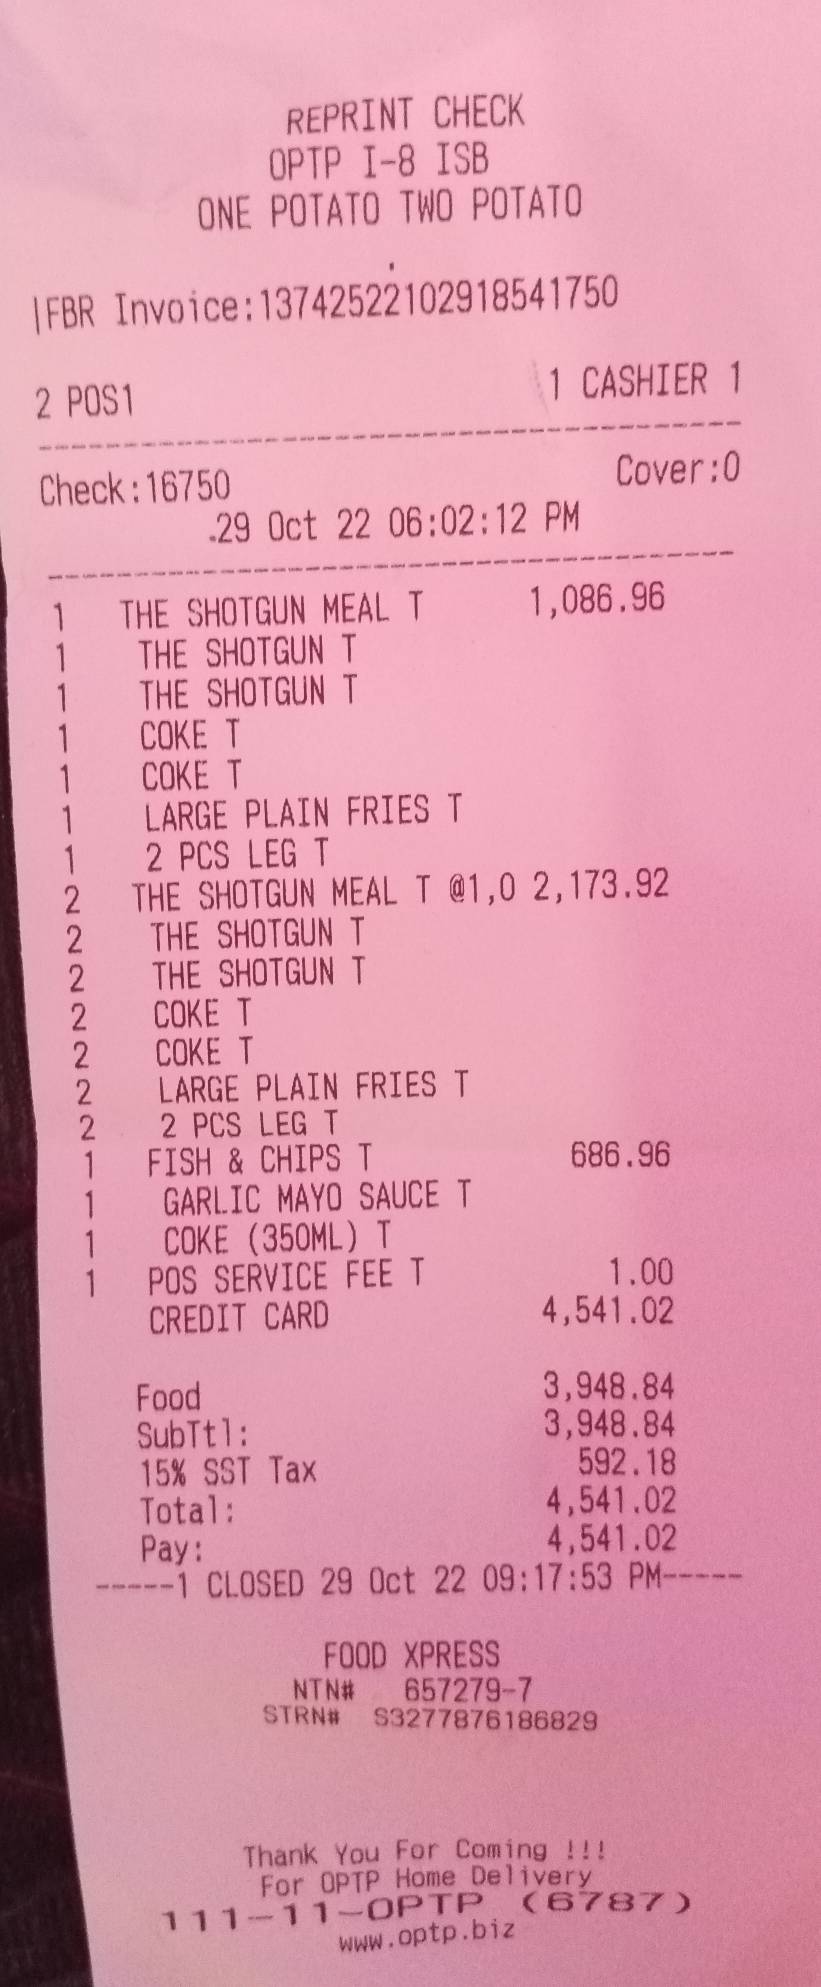 REPRINT CHECK
OPTP I-8 ISB
ONE POTATO TWO POTATO
|FBR Invoice:13742522102918541750
2 POS1 1 CASHIER 1
Check:16750 Cover:0
.29 Oct 22 06:02:12 PM
1 THE SHOTGUN MEAL T 1,086.96
1 THE SHOTGUN T
1 THE SHOTGUN T
1 COKE T
1 COKE T
1 LARGE PLAIN FRIES T
1 2 PCS LEG T
2 THE SHOTGUN MEAL T @1,0 2,173.92
2 THE SHOTGUN T
2 THE SHOTGUN T
2 COKE T
2 COKE T
2 LARGE PLAIN FRIES T
2 2 PCS LEG T
1 FISH & CHIPS T 686.96
1 GARLIC MAYO SAUCE T
1 COKE (350ML) T
1 POS SERVICE FEE T 1.00
CREDIT CARD 4,541.02
Food 3,948.84
SubTtl: 3,948.84
15% SST Tax 592.18
Total: 4,541.02
Pay: 4,541.02
-----1 CLOSED 29 Oct 22 09:17:53 PM-----
FOOD XPRESS
NTN# 657279-7
STRN# S3277876186829
Thank You For Coming !!!
For OPTP Home Delivery
111-11-OPTP (6787)
www.optp.biz